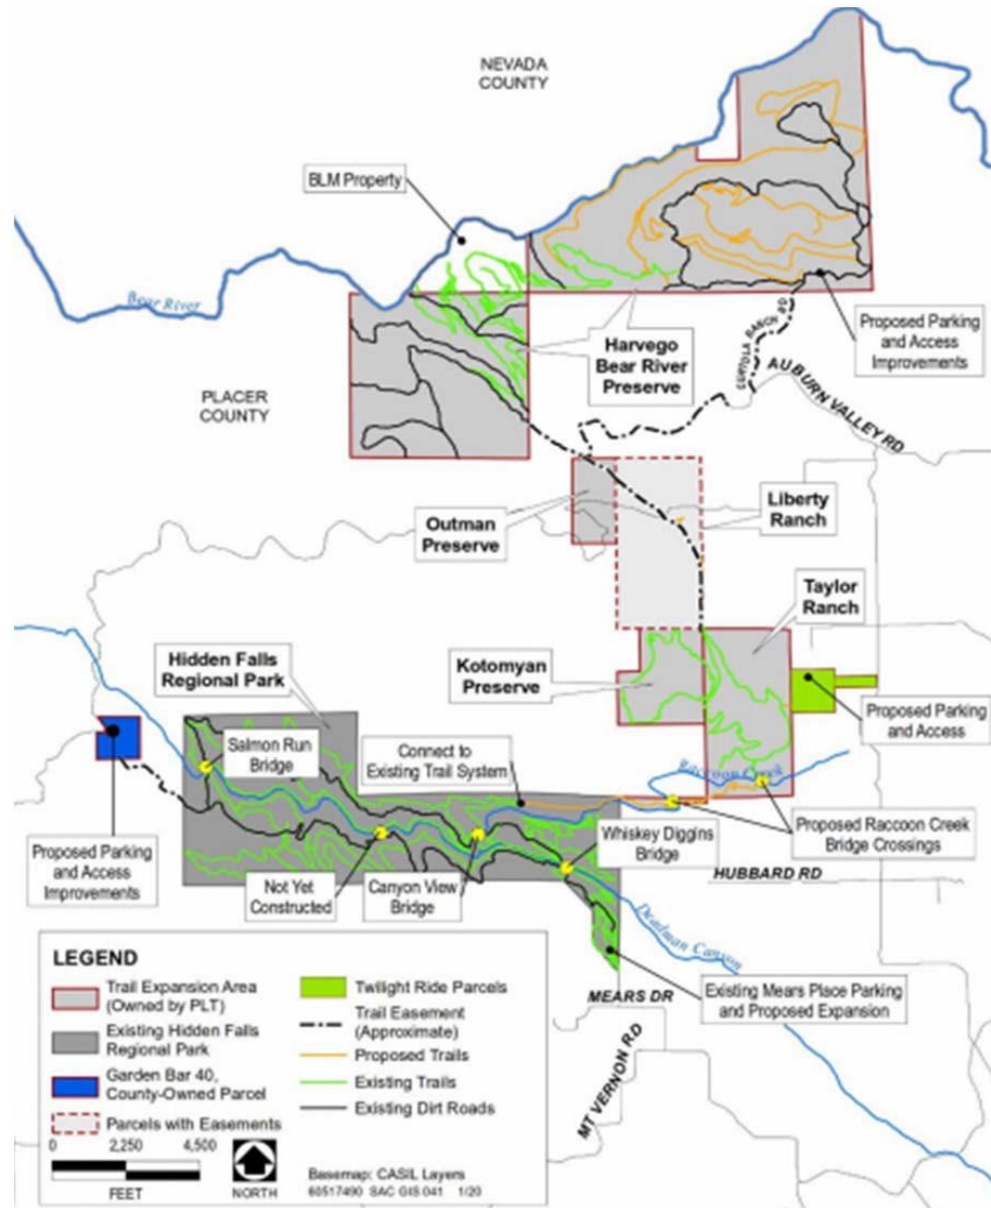 NEVADA
COUNTY
BLM Property
Bear River
PLACER
COUNTY
Harvego
Bear River
Preserve
CURTOLA RANCH RD
Proposed Parking
and Access
Improvements
AUBURN VALLEY RD
Outman
Preserve
Liberty
Ranch
Taylor
Ranch
Hidden Falls
Regional Park
Kotomyan
Preserve
Proposed Parking
and Access
Salmon Run
Bridge
Connect to
Existing Trail System
Raccoon Creek
Proposed Parking
and Access
Improvements
Not Yet
Constructed
Canyon View
Bridge
Whiskey Diggins
Bridge
Proposed Raccoon Creek
Bridge Crossings
HUBBARD RD
Deadman Canyon
MEARS DR
Existing Mears Place Parking
and Proposed Expansion
MT VERNON RD
LEGEND
Trail Expansion Area
(Owned by PLT)
Existing Hidden Falls
Regional Park
Garden Bar 40,
County-Owned Parcel
Parcels with Easements
Twilight Ride Parcels
Trail Easement
(Approximate)
Proposed Trails
Existing Trails
Existing Dirt Roads
0 2,250 4,500
FEET
NORTH
Basemap: CASIL Layers
60517490 SAC GIS 041 1/20